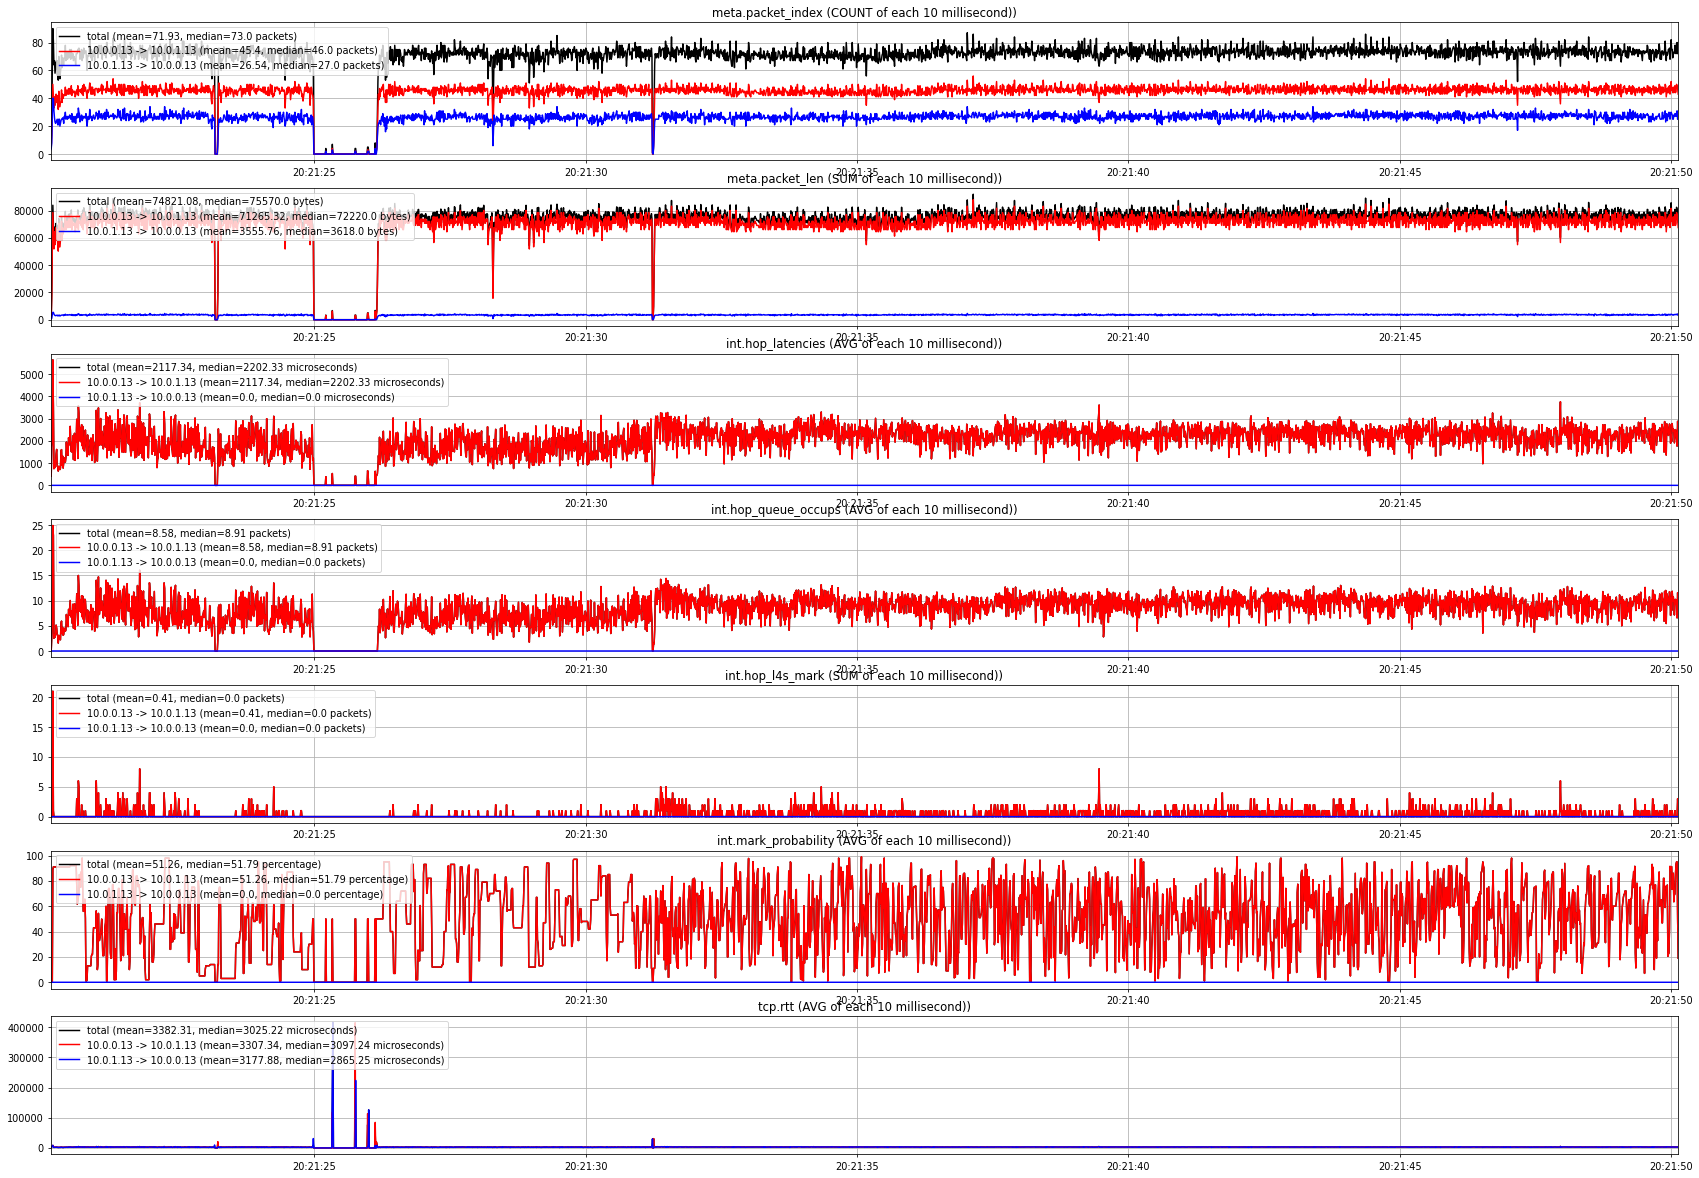 meta.packet_index (COUNT of each 10 millisecond))
total (mean=71.93, median=73.0 packets)
10.0.0.13 -> 10.0.1.13 (mean=45.4, median=46.0 packets)
10.0.1.13 -> 10.0.0.13 (mean=26.54, median=27.0 packets)
80
60
40
20
0
20:21:25 20:21:30 20:21:35 20:21:40 20:21:45 20:21:50
meta.packet_len (SUM of each 10 millisecond))
total (mean=74821.08, median=75570.0 bytes)
10.0.0.13 -> 10.0.1.13 (mean=71265.32, median=72220.0 bytes)
10.0.1.13 -> 10.0.0.13 (mean=3555.76, median=3618.0 bytes)
80000
60000
40000
20000
0
20:21:25 20:21:30 20:21:35 20:21:40 20:21:45 20:21:50
int.hop_latencies (AVG of each 10 millisecond))
total (mean=2117.34, median=2202.33 microseconds)
10.0.0.13 -> 10.0.1.13 (mean=2117.34, median=2202.33 microseconds)
10.0.1.13 -> 10.0.0.13 (mean=0.0, median=0.0 microseconds)
5000
4000
3000
2000
1000
0
20:21:25 20:21:30 20:21:35 20:21:40 20:21:45 20:21:50
int.hop_queue_occups (AVG of each 10 millisecond))
total (mean=8.58, median=8.91 packets)
10.0.0.13 -> 10.0.1.13 (mean=8.58, median=8.91 packets)
10.0.1.13 -> 10.0.0.13 (mean=0.0, median=0.0 packets)
25
20
15
10
5
0
20:21:25 20:21:30 20:21:35 20:21:40 20:21:45 20:21:50
int.hop_l4s_mark (SUM of each 10 millisecond))
total (mean=0.41, median=0.0 packets)
10.0.0.13 -> 10.0.1.13 (mean=0.41, median=0.0 packets)
10.0.1.13 -> 10.0.0.13 (mean=0.0, median=0.0 packets)
20
15
10
5
0
20:21:25 20:21:30 20:21:35 20:21:40 20:21:45 20:21:50
int.mark_probability (AVG of each 10 millisecond))
total (mean=51.26, median=51.79 percentage)
10.0.0.13 -> 10.0.1.13 (mean=51.26, median=51.79 percentage)
10.0.1.13 -> 10.0.0.13 (mean=0.0, median=0.0 percentage)
100
80
60
40
20
0
20:21:25 20:21:30 20:21:35 20:21:40 20:21:45 20:21:50
tcp.rtt (AVG of each 10 millisecond))
total (mean=3382.31, median=3025.22 microseconds)
10.0.0.13 -> 10.0.1.13 (mean=3307.34, median=3097.24 microseconds)
10.0.1.13 -> 10.0.0.13 (mean=3177.88, median=2865.25 microseconds)
400000
300000
200000
100000
0
20:21:25 20:21:30 20:21:35 20:21:40 20:21:45 20:21:50